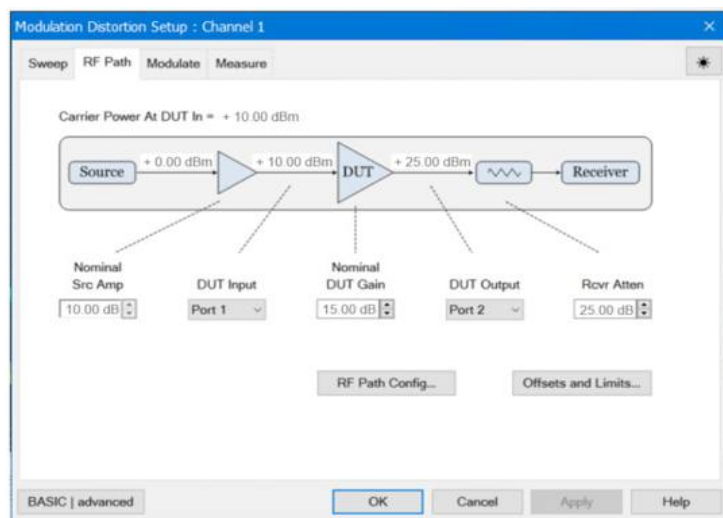 Modulation Distortion Setup : Channel 1
Sweep RF Path Modulate Measure
Carrier Power At DUT In = + 10.00 dBm
Source + 0.00 dBm + 10.00 dBm DUT + 25.00 dBm Receiver
Nominal Src Amp DUT Input Nominal DUT Gain DUT Output Rcvr Atten
10.00 dB Port 1 15.00 dB Port 2 25.00 dB
RF Path Config... Offsets and Limits...
BASIC | advanced OK Cancel Apply Help